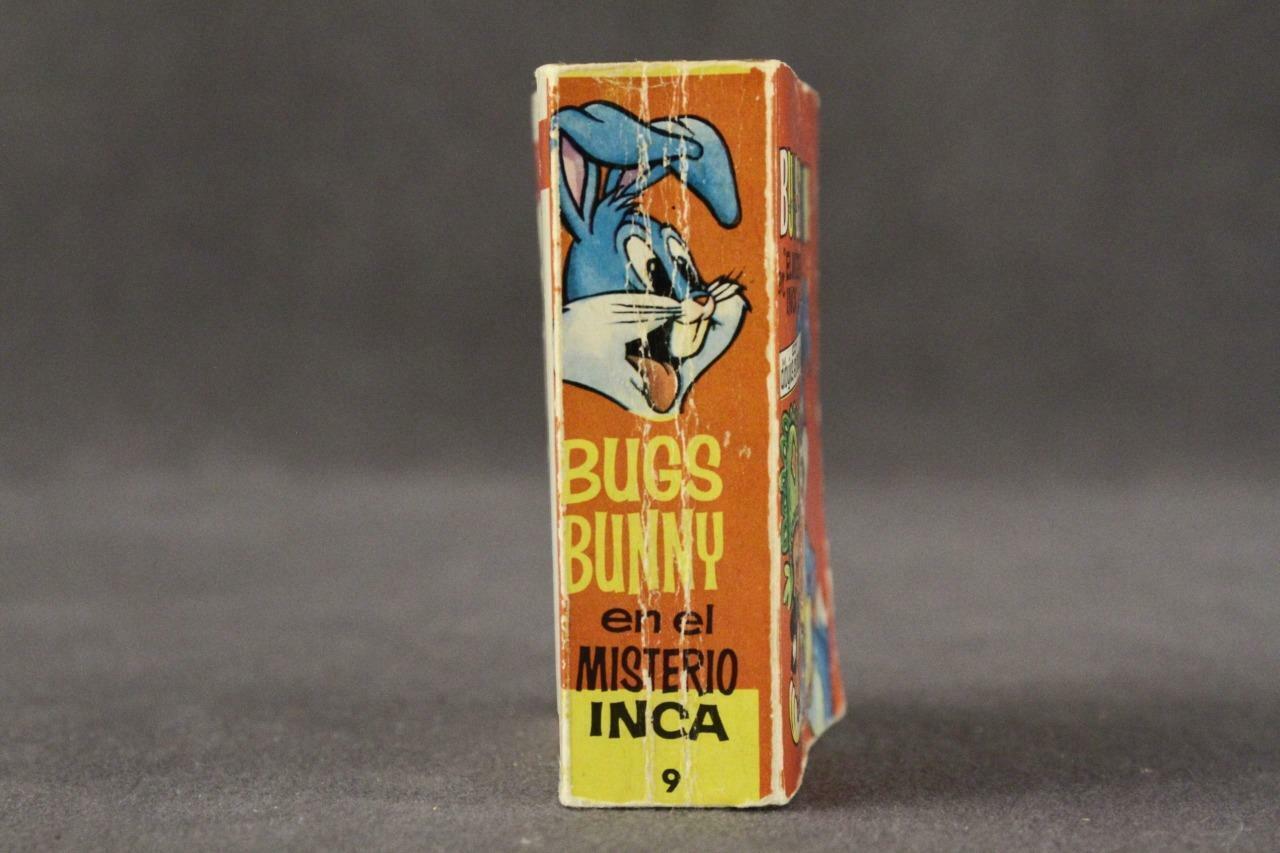 BUGS
BUNNY
en el
MISTERIO
INCA
9